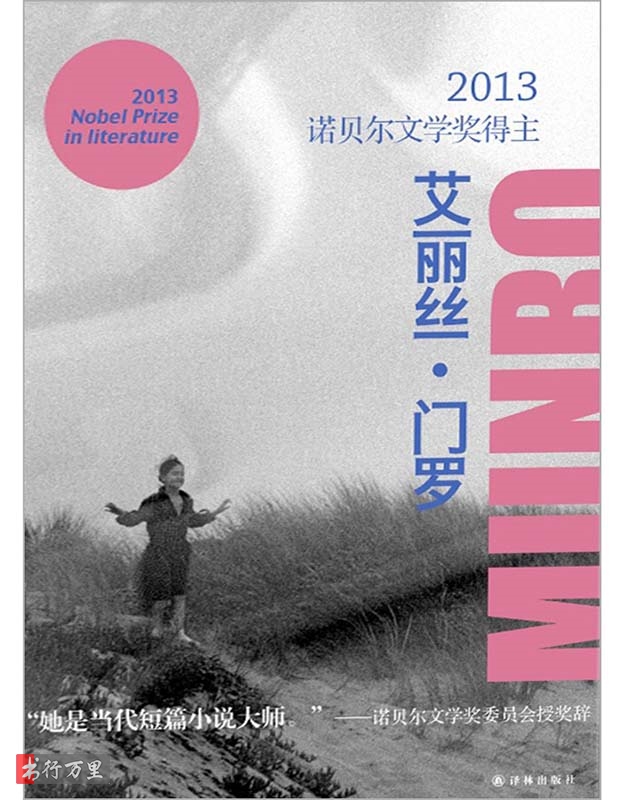 2013
Nobel Prize
in literature
2013
诺贝尔文学奖得主
艾丽丝·门罗
MUNRO
“她是当代短篇小说大师。”——诺贝尔文学奖委员会授奖辞
书行万里
译林出版社